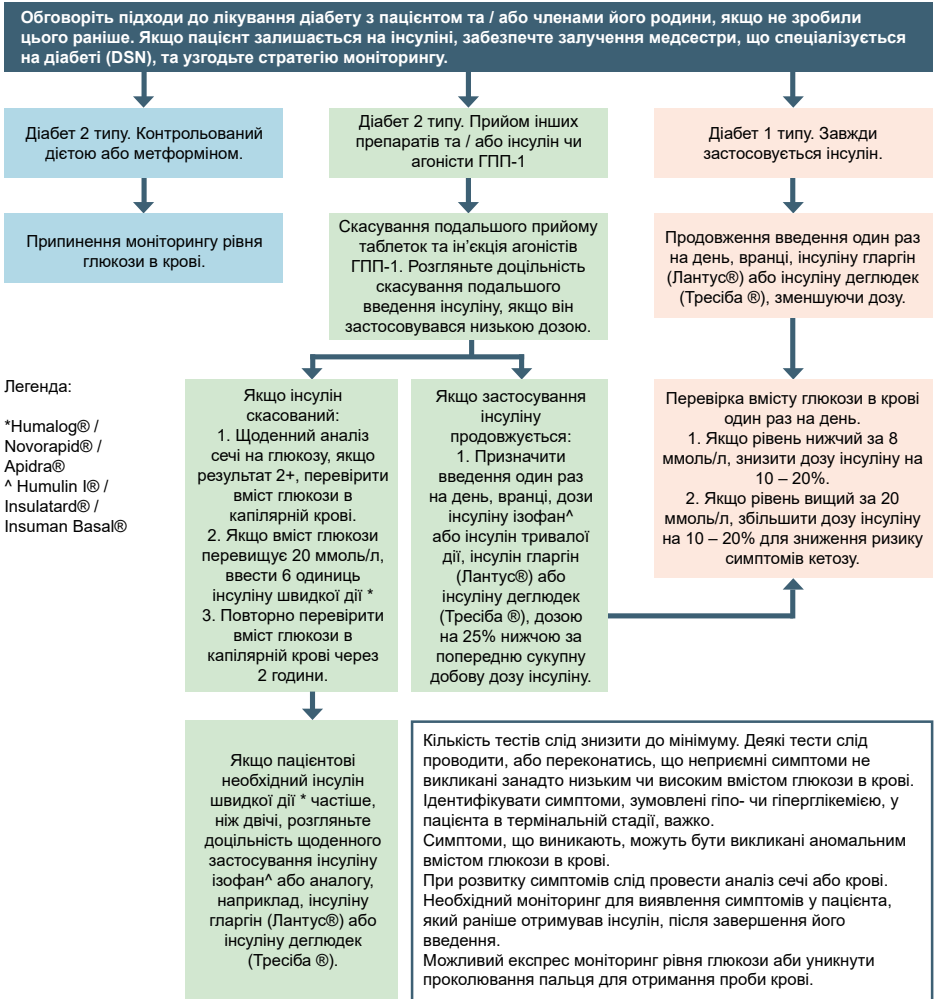 Обговоріть підходи до лікування діабету з пацієнтом та / або членами його родини, якщо не зробили
цього раніше. Якщо пацієнт залишається на інсуліні, забезпечте залучення медсестри, що спеціалізується
на діабеті (DSN), та узгодьте стратегію моніторингу.
Діабет 2 типу. Контрольований
дієтою або метформіном.
Діабет 2 типу. Прийом інших
препаратів та / або інсулін чи
агоністи ГПП-1
Діабет 1 типу. Завжди
застосовується інсулін.
Припинення моніторингу рівня
глюкози в крові.
Скасування подальшого прийому
таблеток та ін’єкція агоністів
ГПП-1. Розгляньте доцільність
скасування подальшого
введення інсуліну, якщо він
застосовувався низькою дозою.
Продовження введення один раз
на день, вранці, інсуліну гларгін
(Лантус®) або інсуліну деглюдек
(Тресіба ®), зменшуючи дозу.
Легенда:
*Humalog® /
Novorapid® /
Apidra®
^ Humulin I® /
Insulatard® /
Insuman Basal®
Якщо інсулін
скасований:
1. Щоденний аналіз
сечі на глюкозу, якщо
результат 2+, перевірити
вміст глюкози в
капілярній крові.
2. Якщо вміст глюкози
перевищує 20 ммоль/л,
ввести 6 одиниць
інсуліну швидкої дії *
3. Повторно перевірити
вміст глюкози в
капілярній крові через
2 години.
Якщо застосування
інсуліну
продовжується:
1. Призначити
введення один раз
на день, вранці, дози
інсуліну ізофан^
або інсулін тривалої
дії, інсулін гларгін
(Лантус®) або
інсуліну деглюдек
(Тресіба ®), дозою
на 25% нижчою за
попередню сукупну
добову дозу інсуліну.
Перевірка вмісту глюкози в крові
один раз на день.
1. Якщо рівень нижчий за 8
ммоль/л, знизити дозу інсуліну на
10 – 20%.
2. Якщо рівень вищий за 20
ммоль/л, збільшити дозу інсуліну
на 10 – 20% для зниження ризику
симптомів кетозу.
Якщо пацієнтові
необхідний інсулін
швидкої дії * частіше,
ніж двічі, розгляньте
доцільність щоденного
застосування інсуліну
ізофан^ або аналогу,
наприклад, інсуліну
гларгін (Лантус®) або
інсуліну деглюдек
(Тресіба ®).
Кількість тестів слід знизити до мінімуму. Деякі тести слід
проводити, або переконатись, що неприємні симптоми не
викликані занадто низьким чи високим вмістом глюкози в крові.
Ідентифікувати симптоми, зумовлені гіпо- чи гіперглікемією, у
пацієнта в термінальній стадії, важко.
Симптоми, що виникають, можуть бути викликані аномальним
вмістом глюкози в крові.
При розвитку симптомів слід провести аналіз сечі або крові.
Необхідний моніторинг для виявлення симптомів у пацієнта,
який раніше отримував інсулін, після завершення його
введення.
Можливий експрес моніторинг рівня глюкози аби уникнути
проколювання пальця для отримання проби крові.